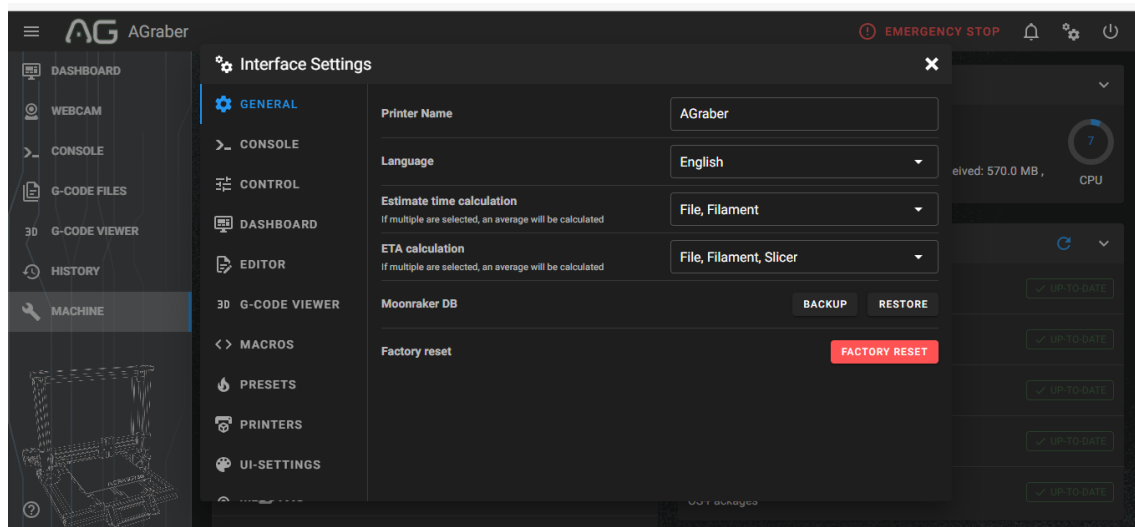 AG AGraber
EMERGENCY STOP
DASHBOARD
WEBCAM
CONSOLE
G-CODE FILES
3D G-CODE VIEWER
HISTORY
MACHINE
Interface Settings
GENERAL
CONSOLE
CONTROL
DASHBOARD
EDITOR
3D G-CODE VIEWER
MACROS
PRESETS
PRINTERS
UI-SETTINGS
Printer Name
AGraber
Language
English
Estimate time calculation
If multiple are selected, an average will be calculated
File, Filament
ETA calculation
If multiple are selected, an average will be calculated
File, Filament, Slicer
Moonraker DB
BACKUP
RESTORE
Factory reset
FACTORY RESET
eived: 570.0 MB ,
7
CPU
UP-TO-DATE
UP-TO-DATE
UP-TO-DATE
UP-TO-DATE
UP-TO-DATE
OS Packages